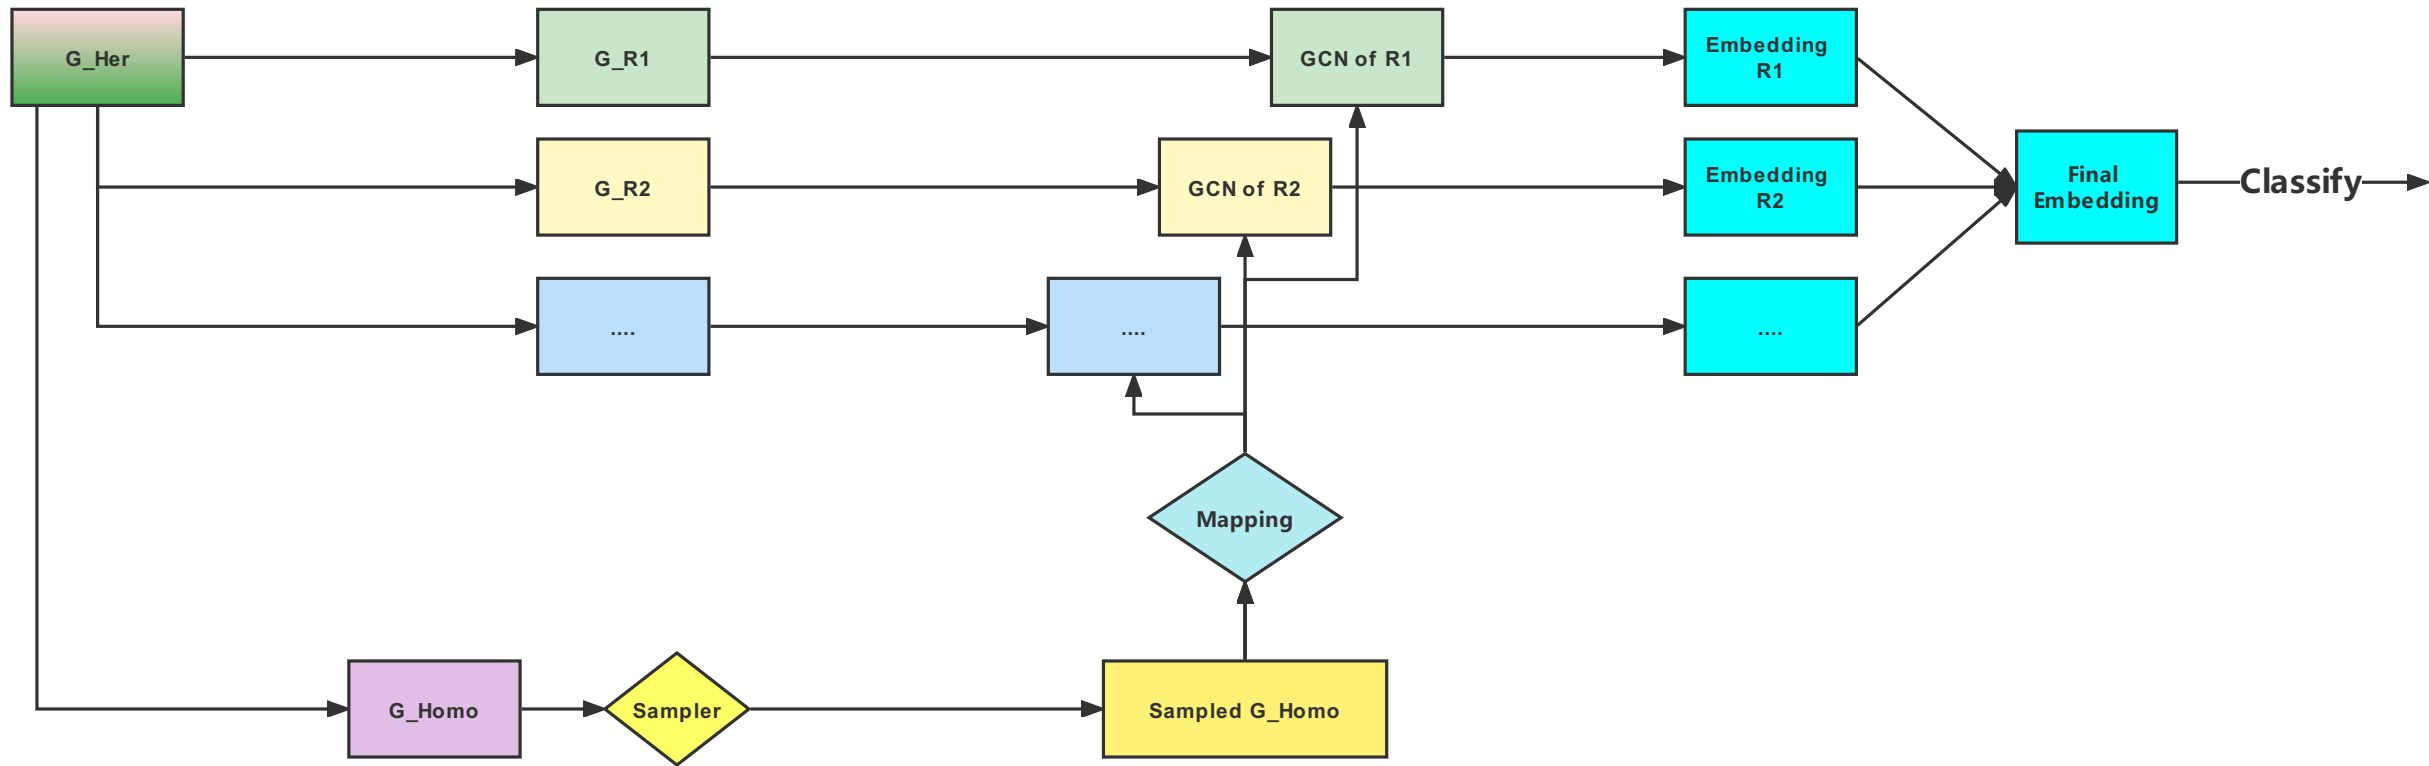 G_Her
G_R1
GCN of R1
Embedding
R1
G_R2
GCN of R2
Embedding
R2
Final
Embedding
Classify
....
....
....
Mapping
G_Homo
Sampler
Sampled G_Homo